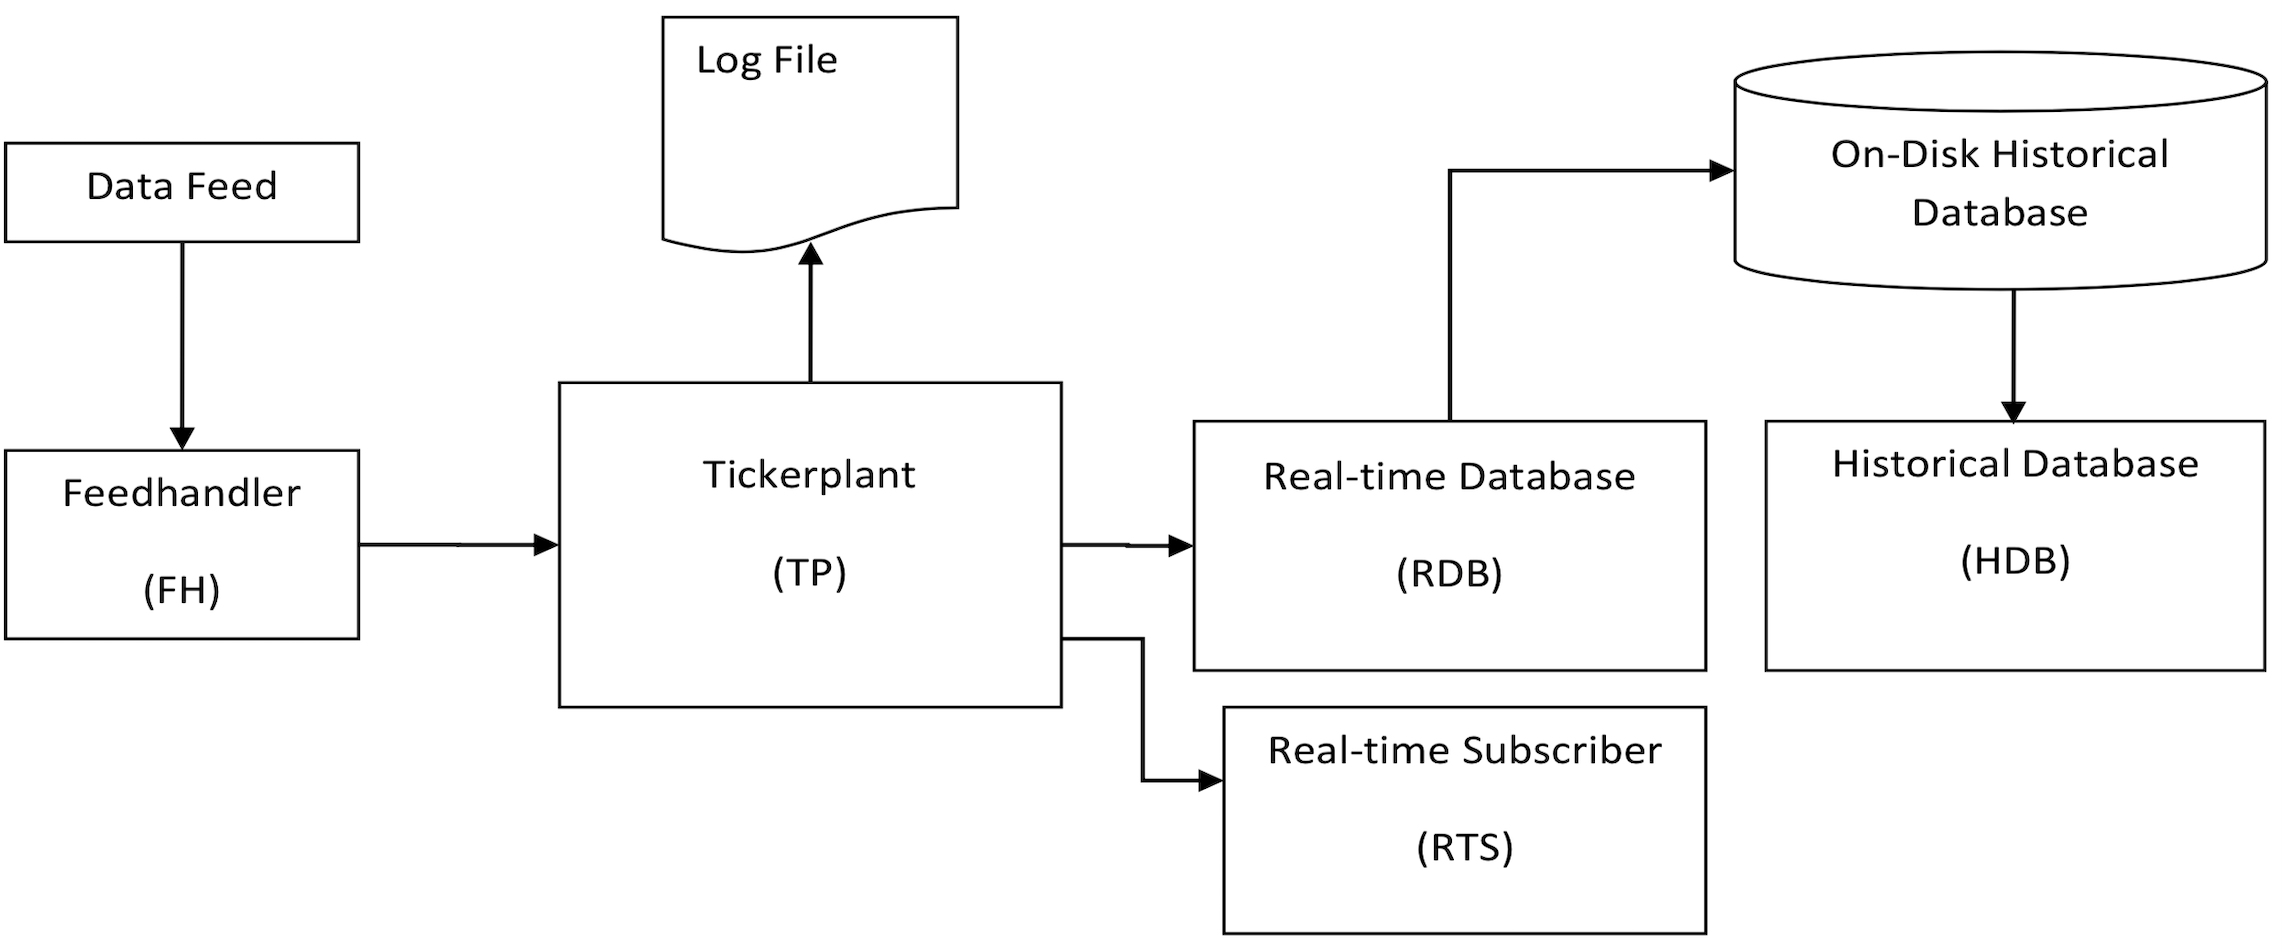 Log File
Data Feed
On-Disk Historical
Database
Feedhandler
(FH)
Tickerplant
(TP)
Real-time Database
(RDB)
Historical Database
(HDB)
Real-time Subscriber
(RTS)